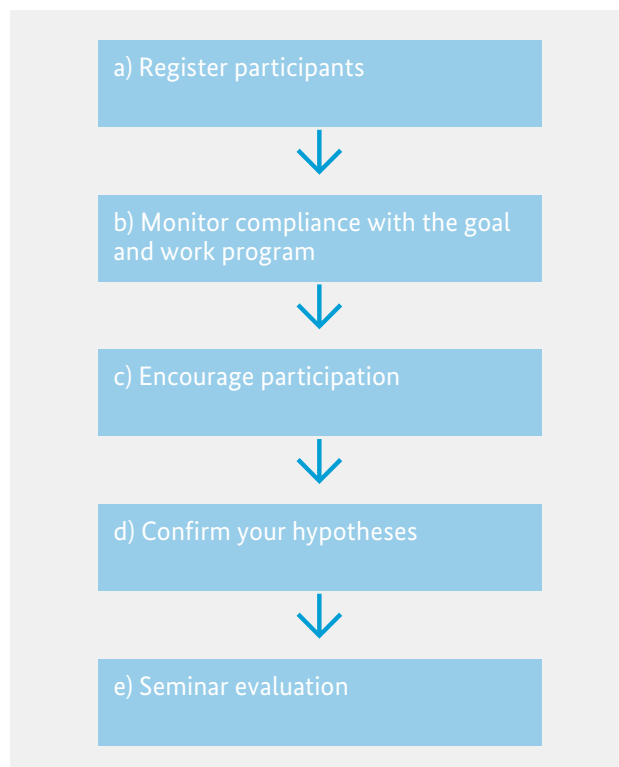 a) Register participants
b) Monitor compliance with the goal
and work program
c) Encourage participation
d) Confirm your hypotheses
e) Seminar evaluation